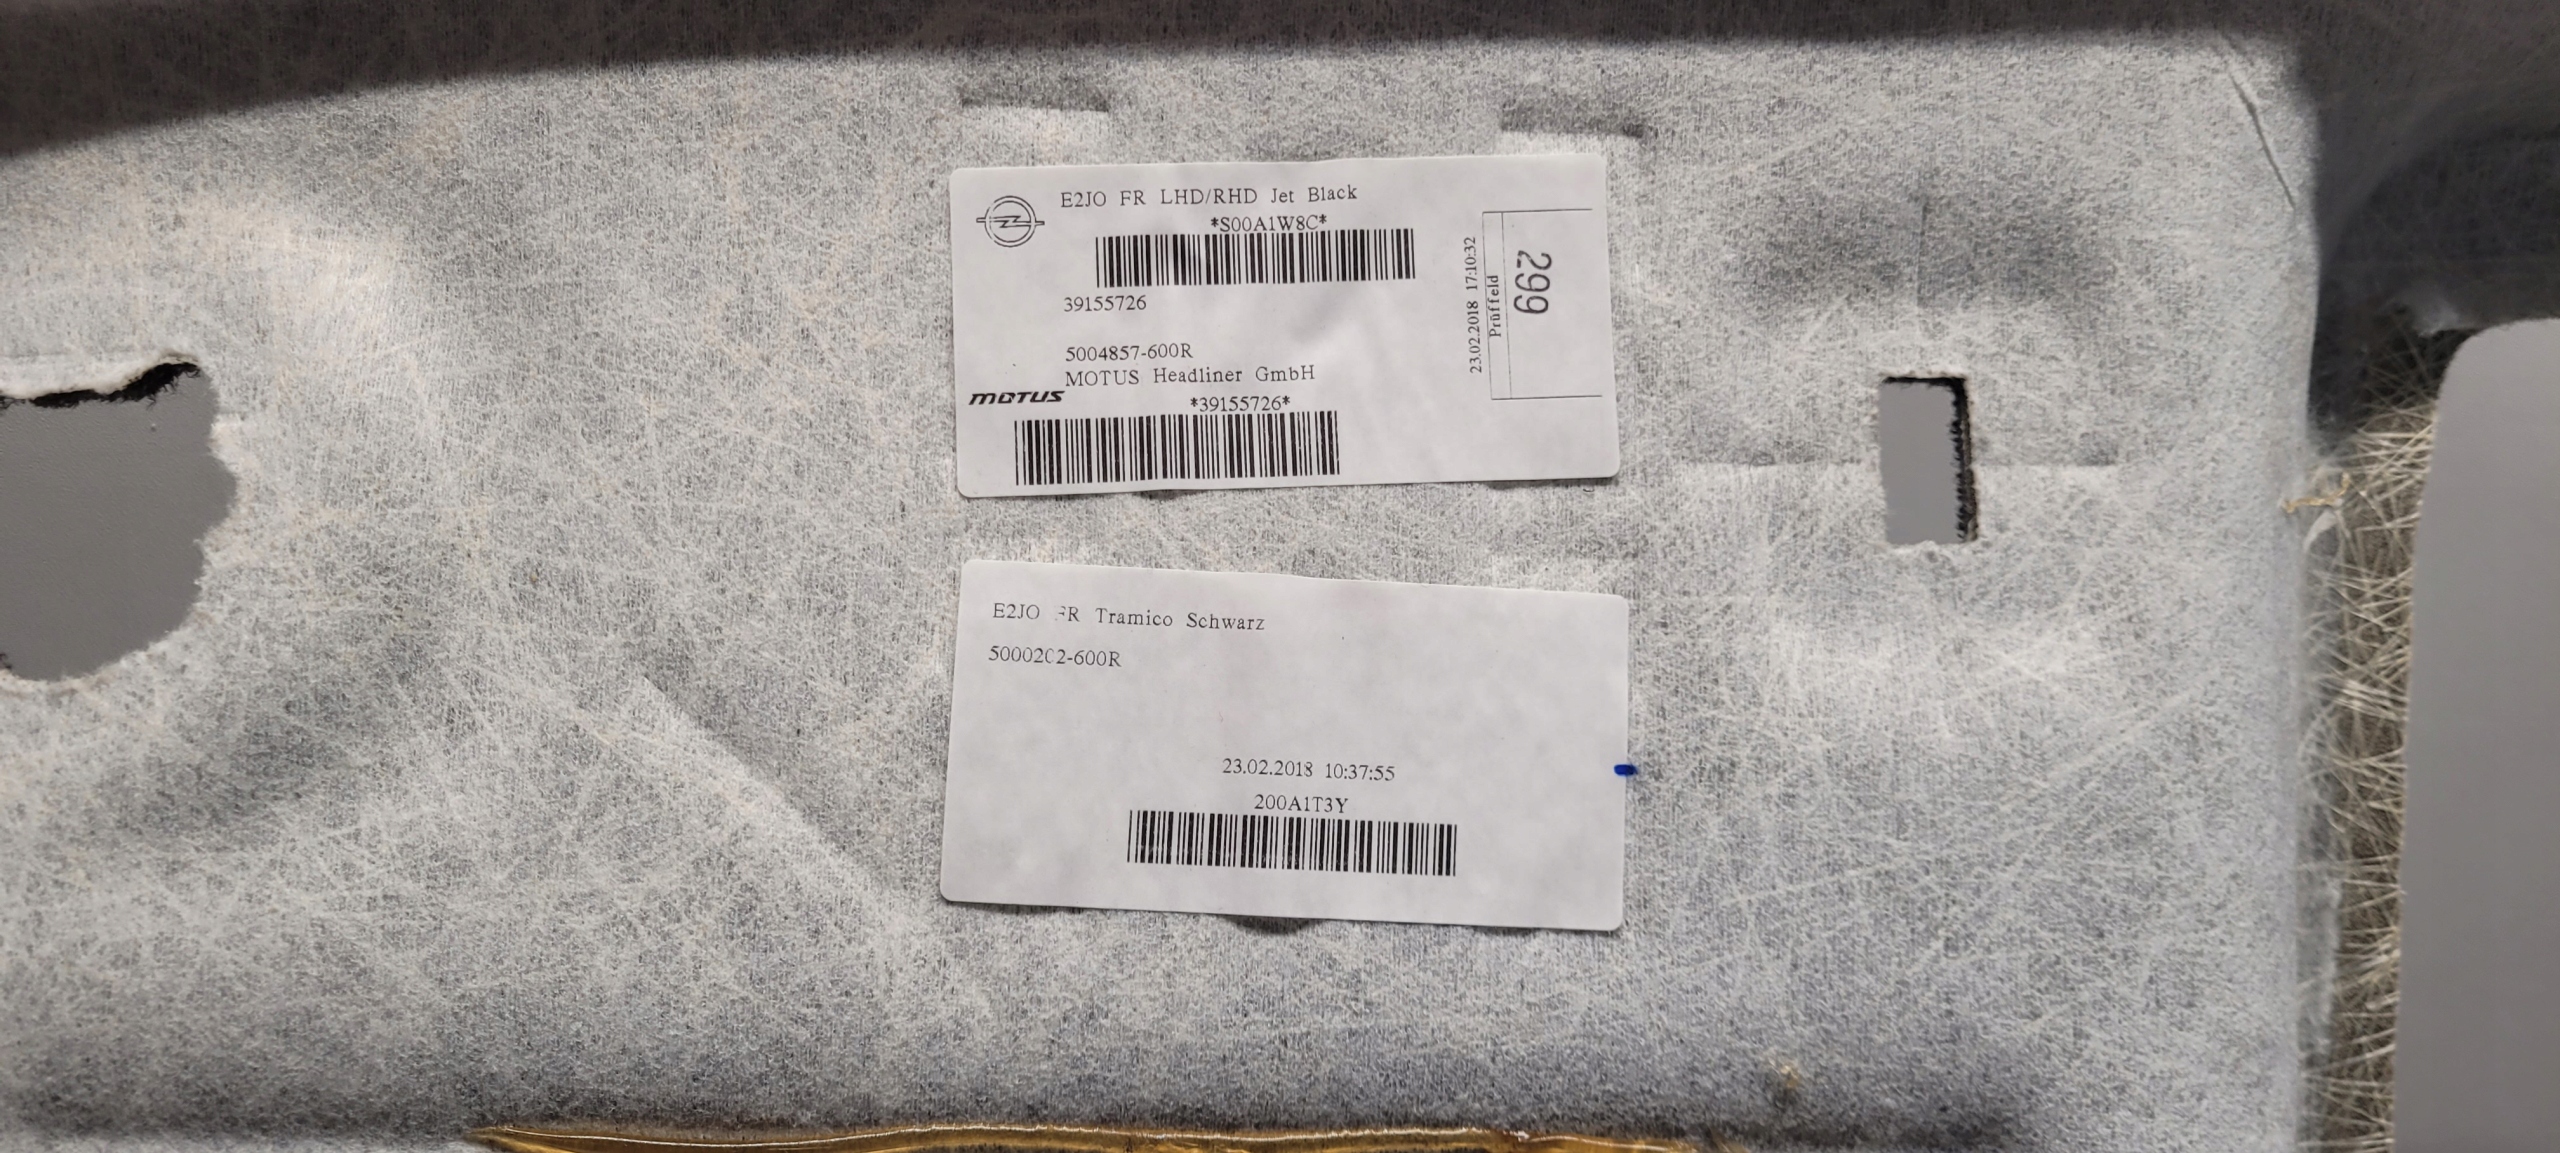 E2JO FR LHD/RHD Jet Black
*S00A1W8C*
39155726
5004857-600R
MOTUS Headliner GmbH
MOTUS
*39155726*
23.02.2018 17:10:32
Prüffeld
299
E2JO FR Tramico Schwarz
5000202-600R
23.02.2018 10:37:55
200A1T3Y